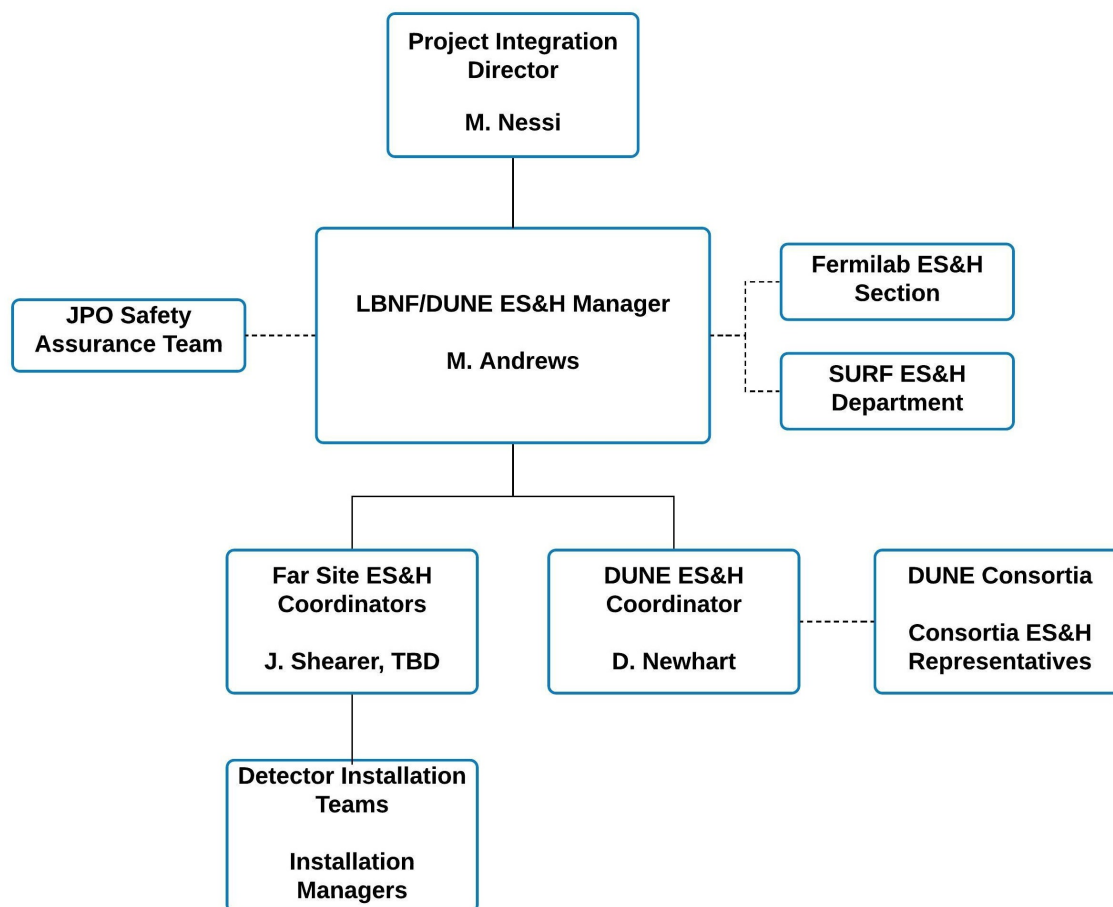 Project Integration
Director
M. Nessi
LBNF/DUNE ES&H Manager
M. Andrews
JPO Safety
Assurance Team
Fermilab ES&H
Section
SURF ES&H
Department
Far Site ES&H
Coordinators
J. Shearer, TBD
DUNE ES&H
Coordinator
D. Newhart
DUNE Consortia
Consortia ES&H
Representatives
Detector Installation
Teams
Installation
Managers